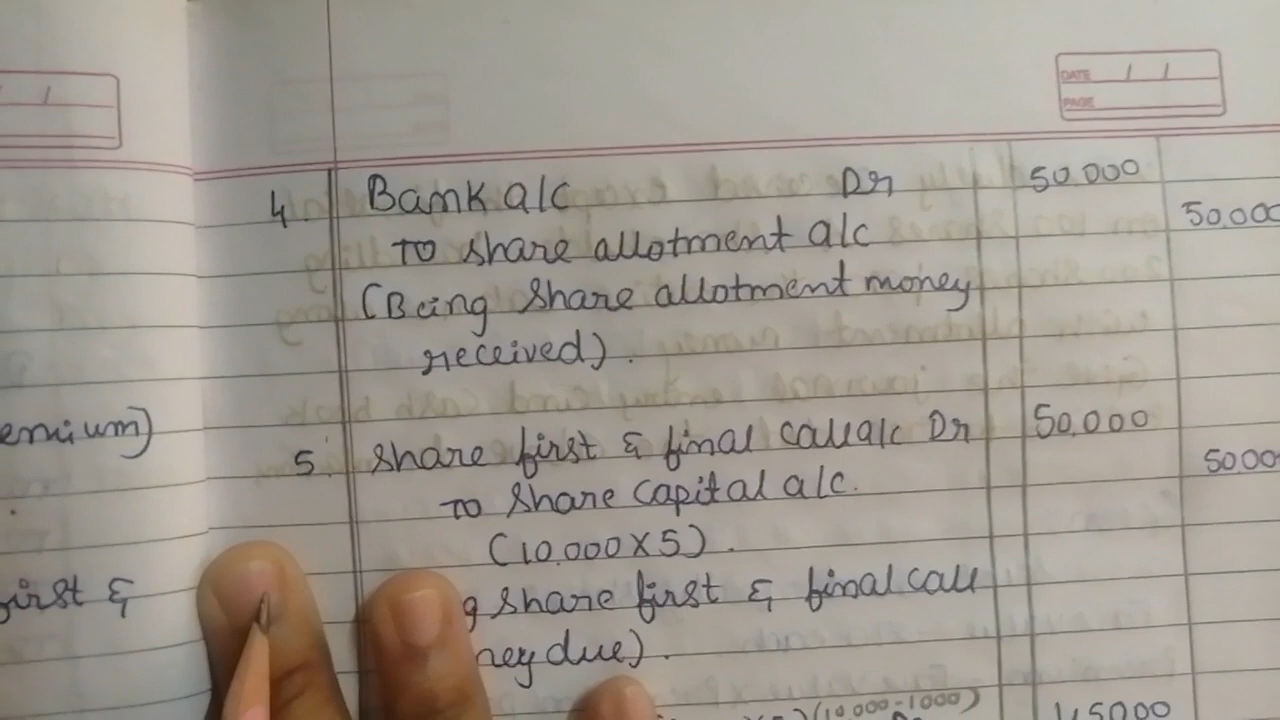 DATE / /
PAGE
4. Bank a/c Dr 50.000
To share allotment a/c 50,000
(Being share allotment money
received).
emium)
5. share first & final call a/c Dr 50.000
To share capital a/c. 5000
(10.000 X 5).
irst &
g share first & final call
ney due).
(10 000-1000)
45000